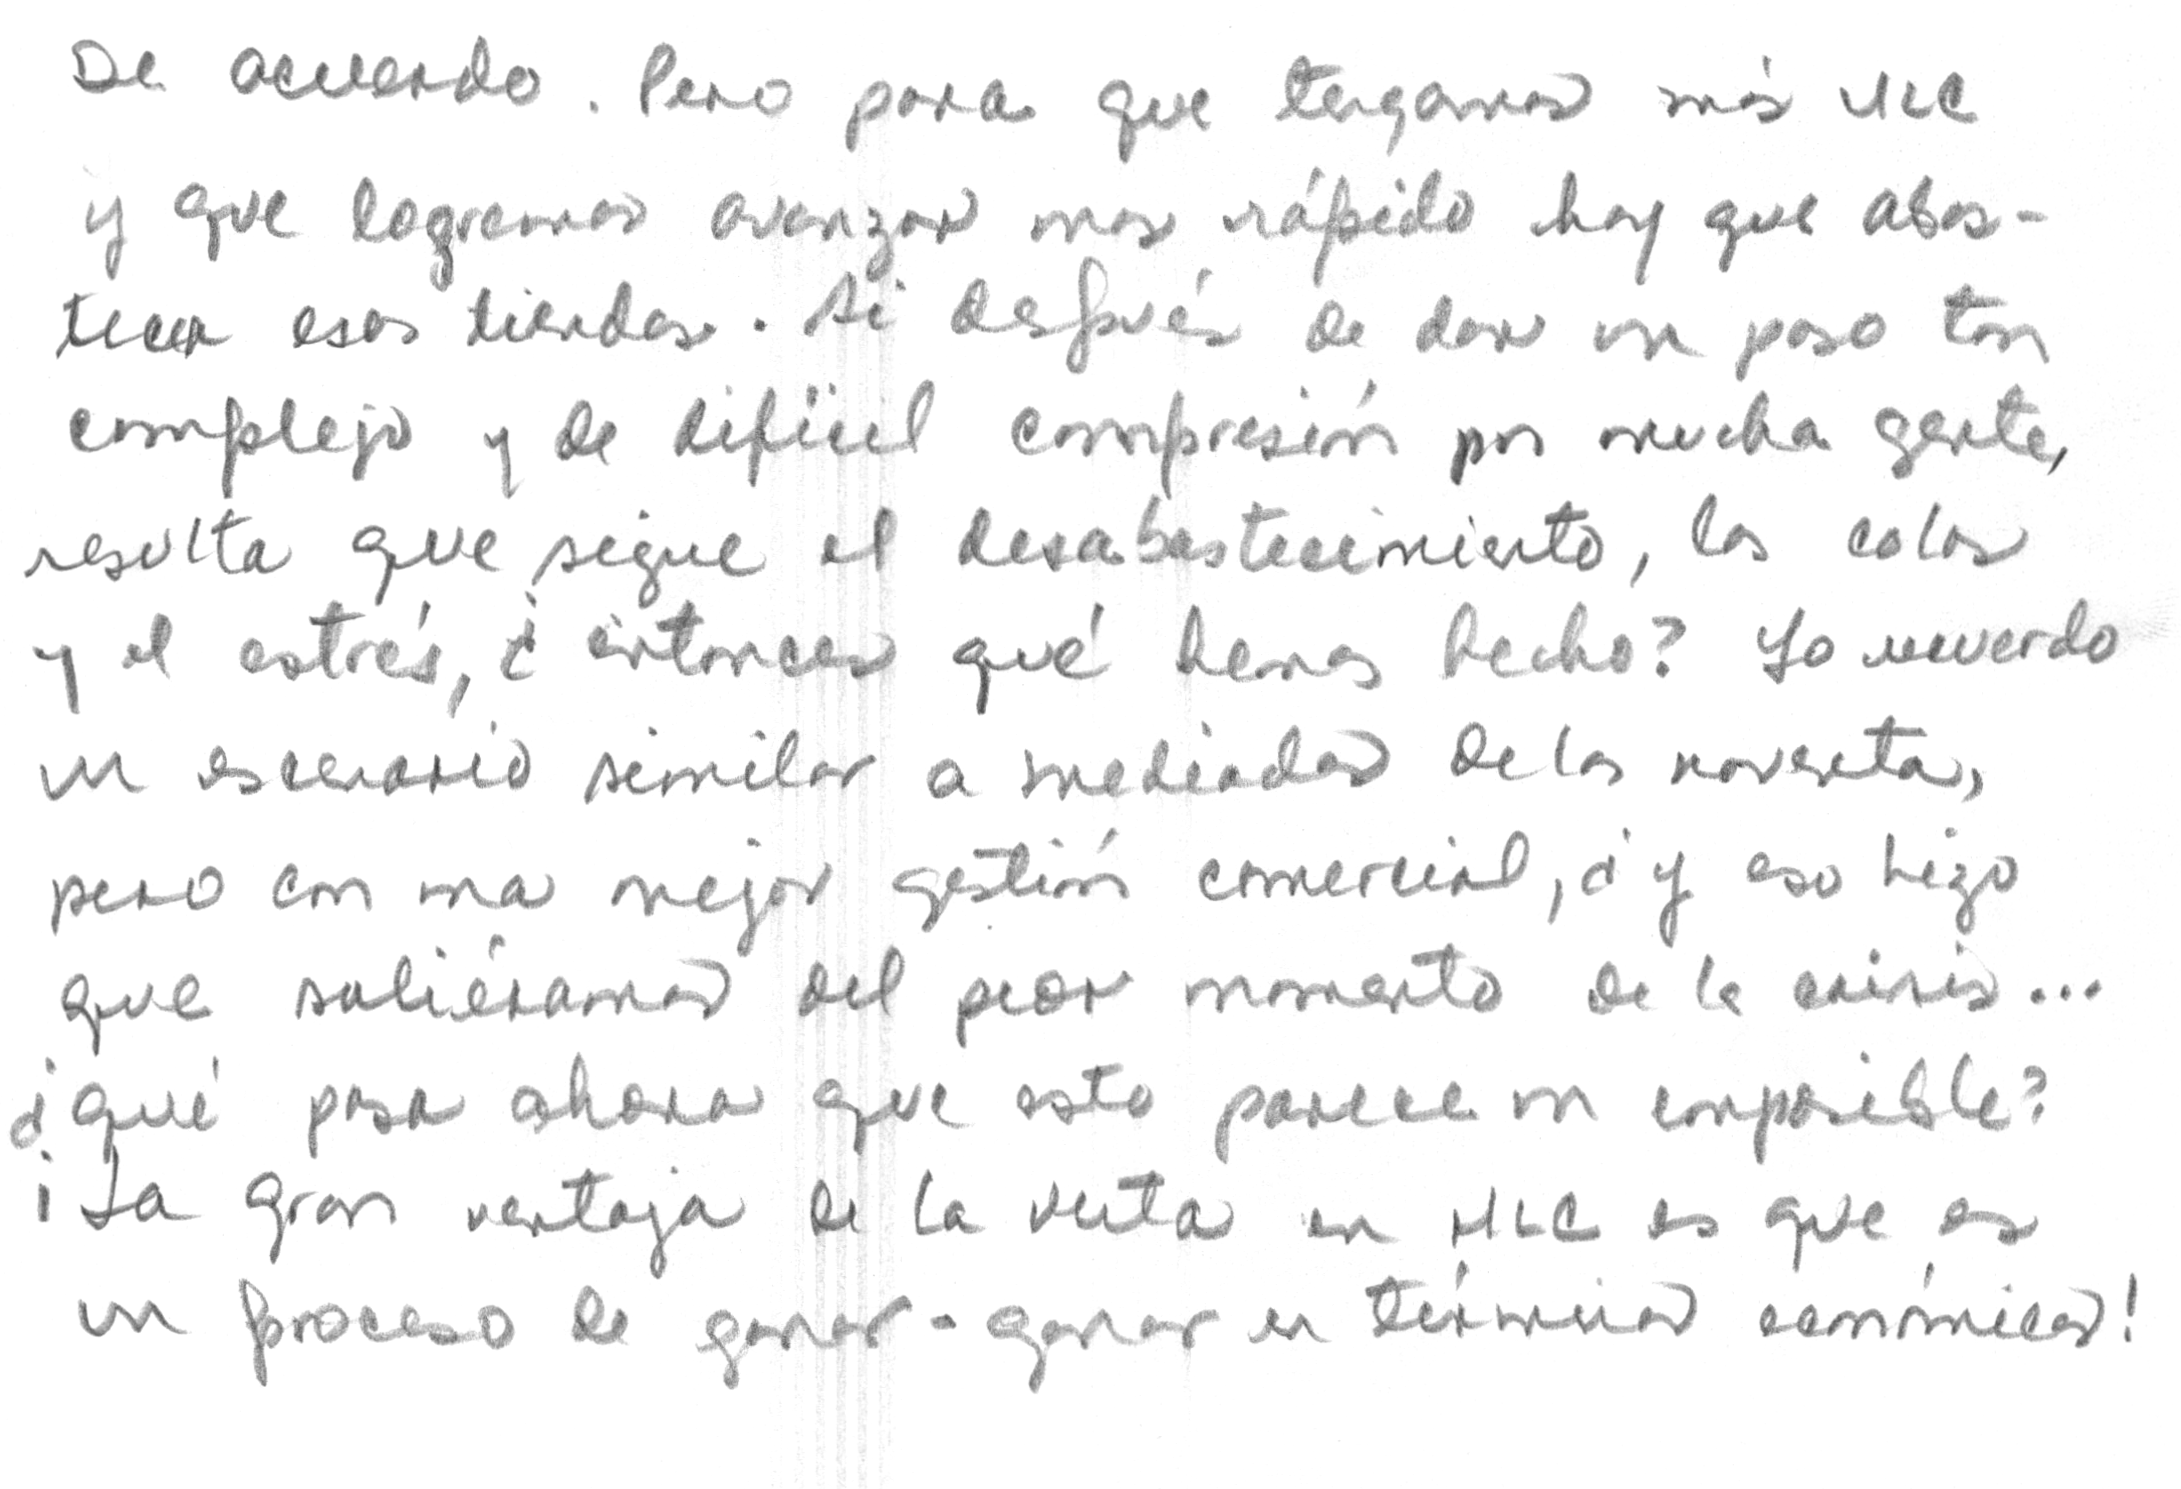 De acuerdo. Pero para que tengamos más MLC
y que logremos avanzar mas rápido hay que abas-
tecer esas tiendas. Si después de dar un paso tan
complejo y de difícil compresión por mucha gente,
resulta que sigue el desabastecimiento, las colas
y el estrés, ¿entonces qué hemos hecho? Yo recuerdo
un escenario similar a mediados de los noventa,
pero con una mejor gestión comercial, ¿y eso hizo
que saliéramos del peor momento de la crisis...
¿qué pasa ahora que esto parece un imposible?
¡La gran ventaja de la venta en MLC es que es
un proceso de ganar-ganar en términos económicos!